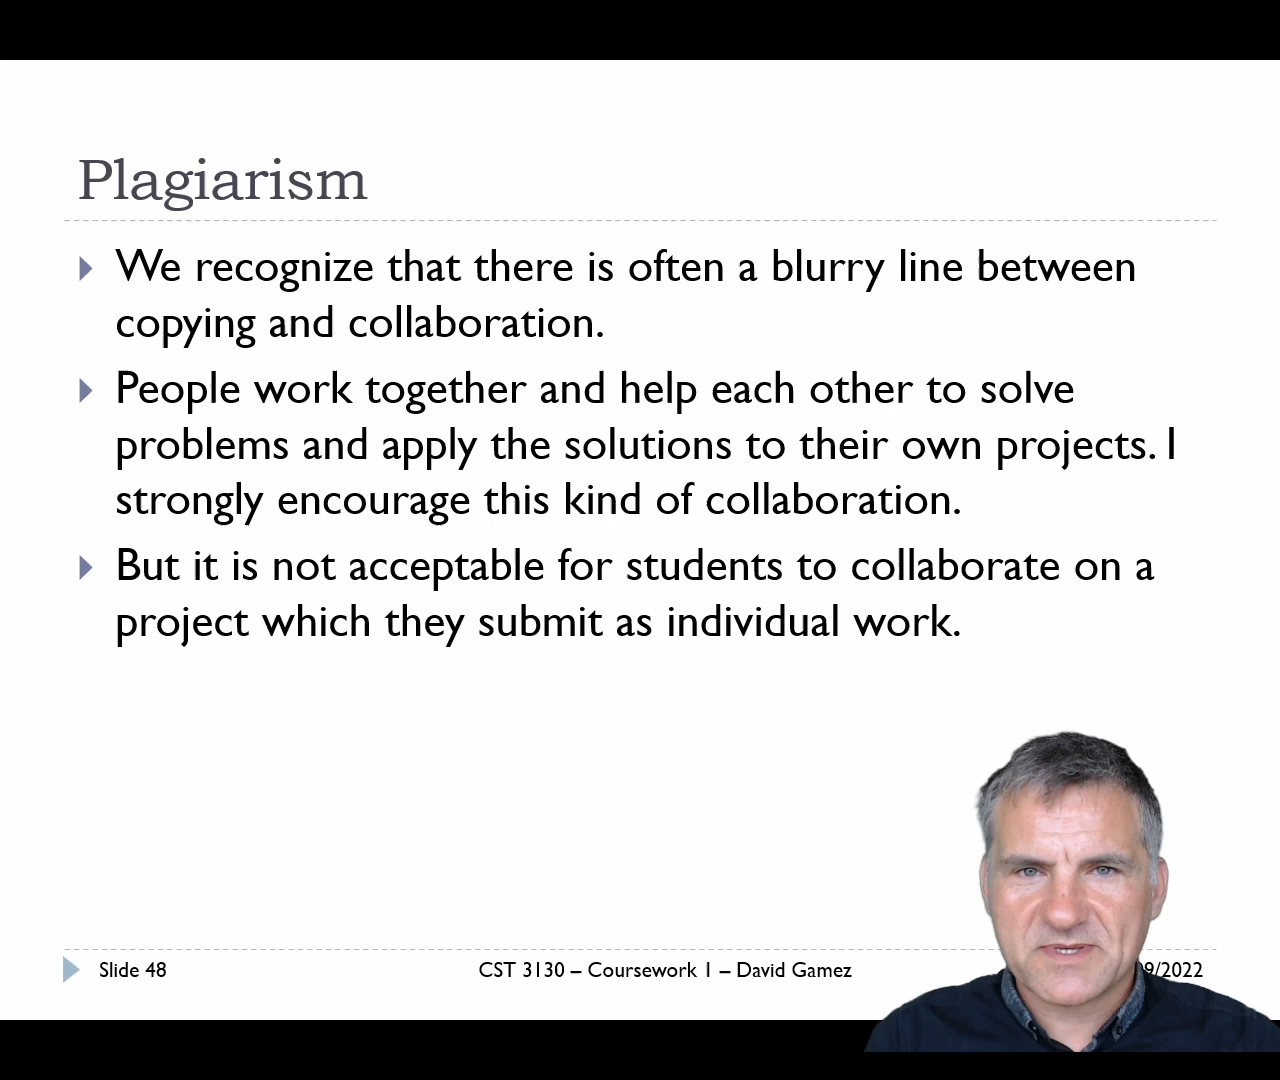 Plagiarism
We recognize that there is often a blurry line between
copying and collaboration.
People work together and help each other to solve
problems and apply the solutions to their own projects. I
strongly encourage this kind of collaboration.
But it is not acceptable for students to collaborate on a
project which they submit as individual work.
Slide 48
CST 3130 – Coursework 1 – David Gamez
9/2022